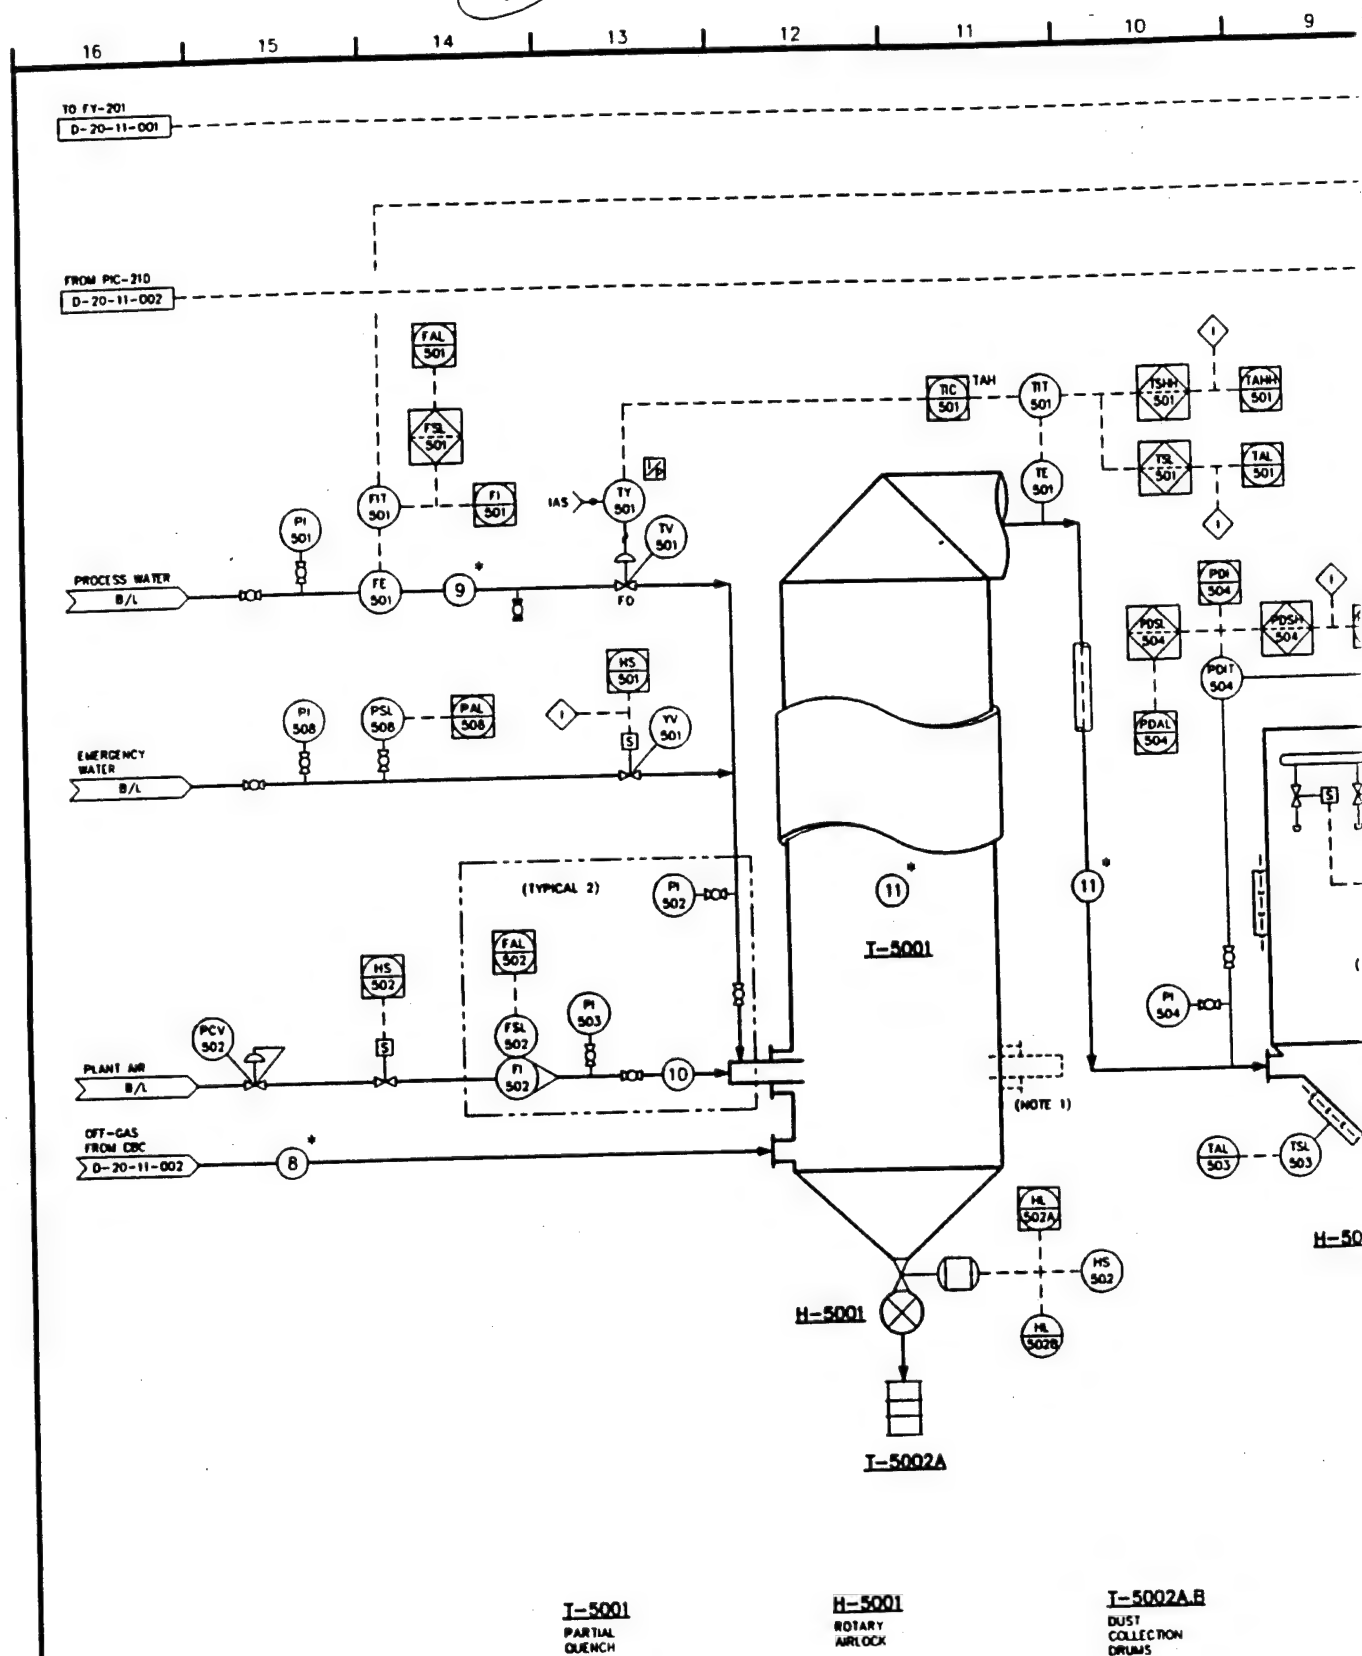 16 15 14 13 12 11 10 9
TO FY-201
D-20-11-001
FROM PIC-210
D-20-11-002
FAL
501
FSL
501
FIT
501
FI
501
PI
501
FE
501
9 *
IAS
TY
501
I/P
TV
501
FO
TIC
501
TAH
TIT
501
TE
501
TSHH
501
I
TAHH
501
TSL
501
TAL
501
I
PROCESS WATER
B/L
PDI
504
I
PDSL
504
PDSH
504
PDIT
504
PDAL
504
HS
501
I
S
YV
501
PI
508
PSL
508
PAL
508
EMERGENCY
WATER
B/L
S
(TYPICAL 2)
PI
502
11 *
T-5001
11 *
FAL
502
HS
502
S
PCV
502
FSL
502
FI
502
PI
503
10
PLANT AIR
B/L
PI
504
(NOTE 1)
OFF-GAS
FROM CBC
D-20-11-002
8 *
TAL
503
TSL
503
HL
502A
HS
502
HL
502B
H-50
H-5001
T-5002A
T-5001
PARTIAL
QUENCH
H-5001
ROTARY
AIRLOCK
T-5002A,B
DUST
COLLECTION
DRUMS